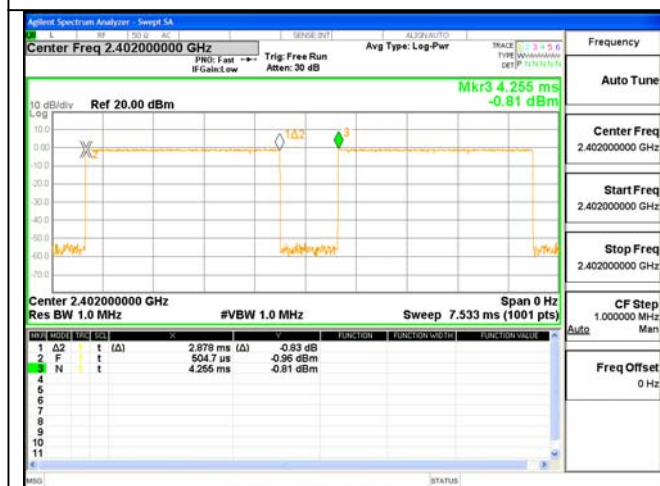 Agilent Spectrum Analyzer - Swept SA
L RF 50 Ω AC SENSE:INT ALIGNAUTO
Center Freq 2.402000000 GHz
PNO: Fast
IFGain:Low
Trig: Free Run
Atten: 30 dB
Avg Type: Log-Pwr
TRACE 1 2 3 4 5 6
TYPE
DET P N N N N N
Mkr3 4.255 ms
-0.81 dBm
10 dB/div Ref 20.00 dBm
Log
10.0
0.00
-10.0
-20.0
-30.0
-40.0
-50.0
-60.0
-70.0
2
1Δ2
3
Center 2.402000000 GHz
Span 0 Hz
Res BW 1.0 MHz
#VBW 1.0 MHz
Sweep 7.533 ms (1001 pts)
MKR MODE TRC SCL X Y FUNCTION FUNCTION WIDTH FUNCTION VALUE
1 Δ2 1 t (Δ) 2.878 ms (Δ) -0.83 dB
2 F 1 t 504.7 us -0.96 dBm
3 N 1 t 4.255 ms -0.81 dBm
4
5
6
7
8
9
10
11
MSG
STATUS
Frequency
Auto Tune
Center Freq
2.402000000 GHz
Start Freq
2.402000000 GHz
Stop Freq
2.402000000 GHz
CF Step
1.000000 MHz
Auto Man
Freq Offset
0 Hz